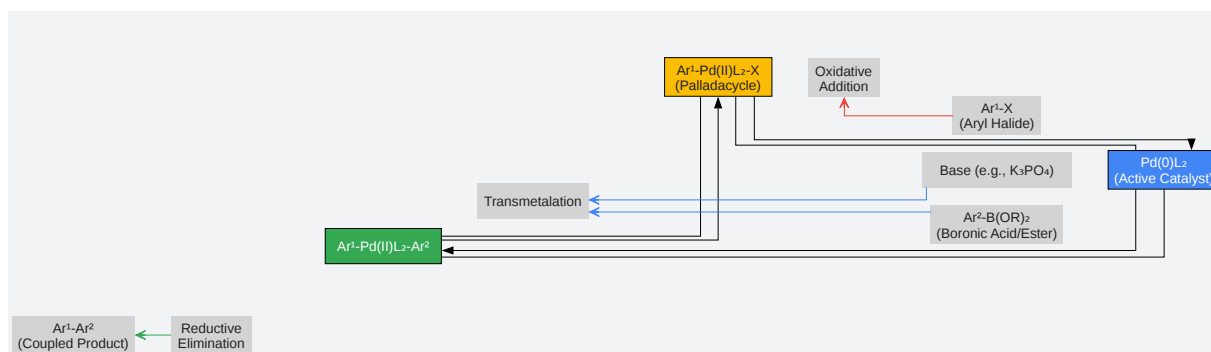 Ar¹-Pd(II)L₂-X
(Palladacycle)
Oxidative
Addition
Ar¹-X
(Aryl Halide)
Pd(0)L₂
(Active Catalyst)
Base (e.g., K₃PO₄)
Transmetalation
Ar²-B(OR)₂
(Boronic Acid/Ester)
Ar¹-Pd(II)L₂-Ar²
Ar¹-Ar²
(Coupled Product)
Reductive
Elimination